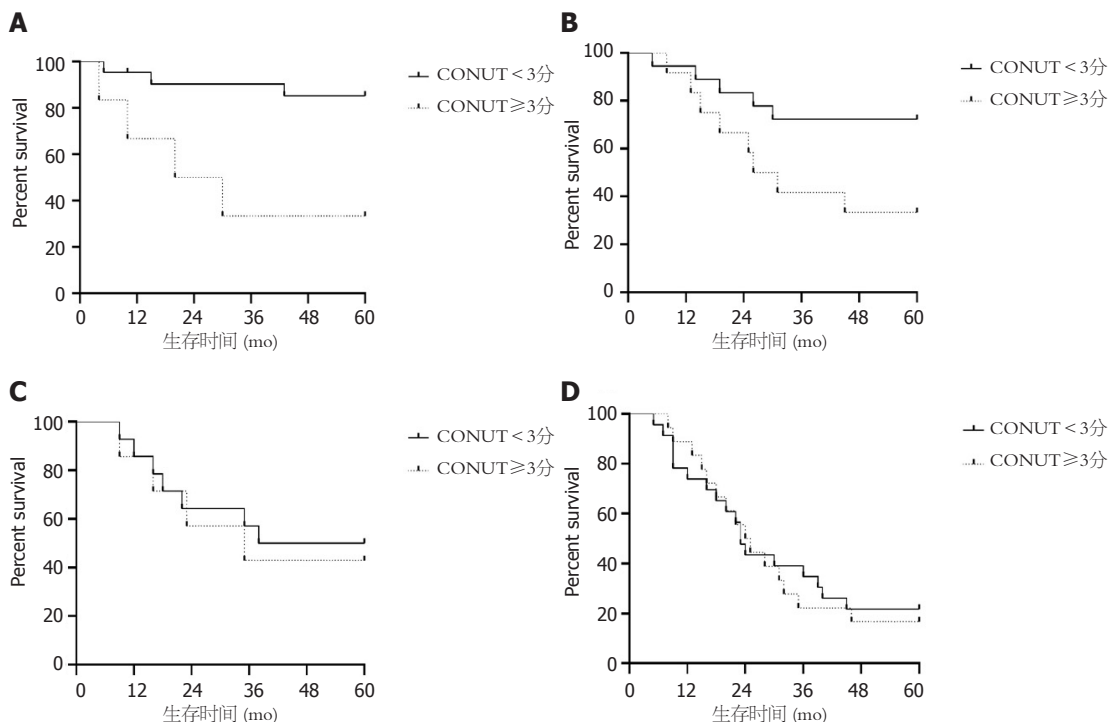 A
100
80
60
40
20
0
Percent survival
0 12 24 36 48 60
生存时间 (mo)
CONUT<3分
CONUT≥3分
B
100
80
60
40
20
0
Percent survival
0 12 24 36 48 60
生存时间 (mo)
CONUT<3分
CONUT≥3分
C
100
80
60
40
20
0
Percent survival
0 12 24 36 48 60
生存时间 (mo)
CONUT<3分
CONUT≥3分
D
100
80
60
40
20
0
Percent survival
0 12 24 36 48 60
生存时间 (mo)
CONUT<3分
CONUT≥3分